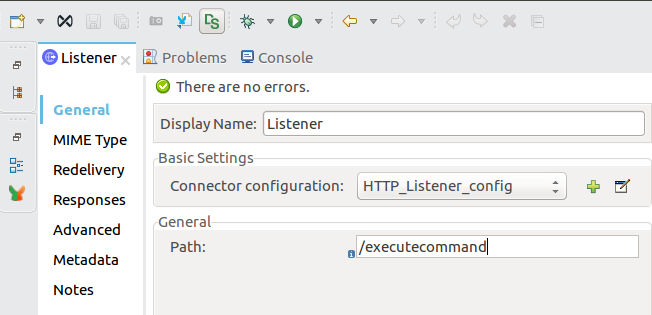 Listener Problems Console
There are no errors.
General
Display Name: Listener
MIME Type
Basic Settings
Redelivery
Connector configuration: HTTP_Listener_config
Responses
General
Advanced
Path: /executecommand
Metadata
Notes